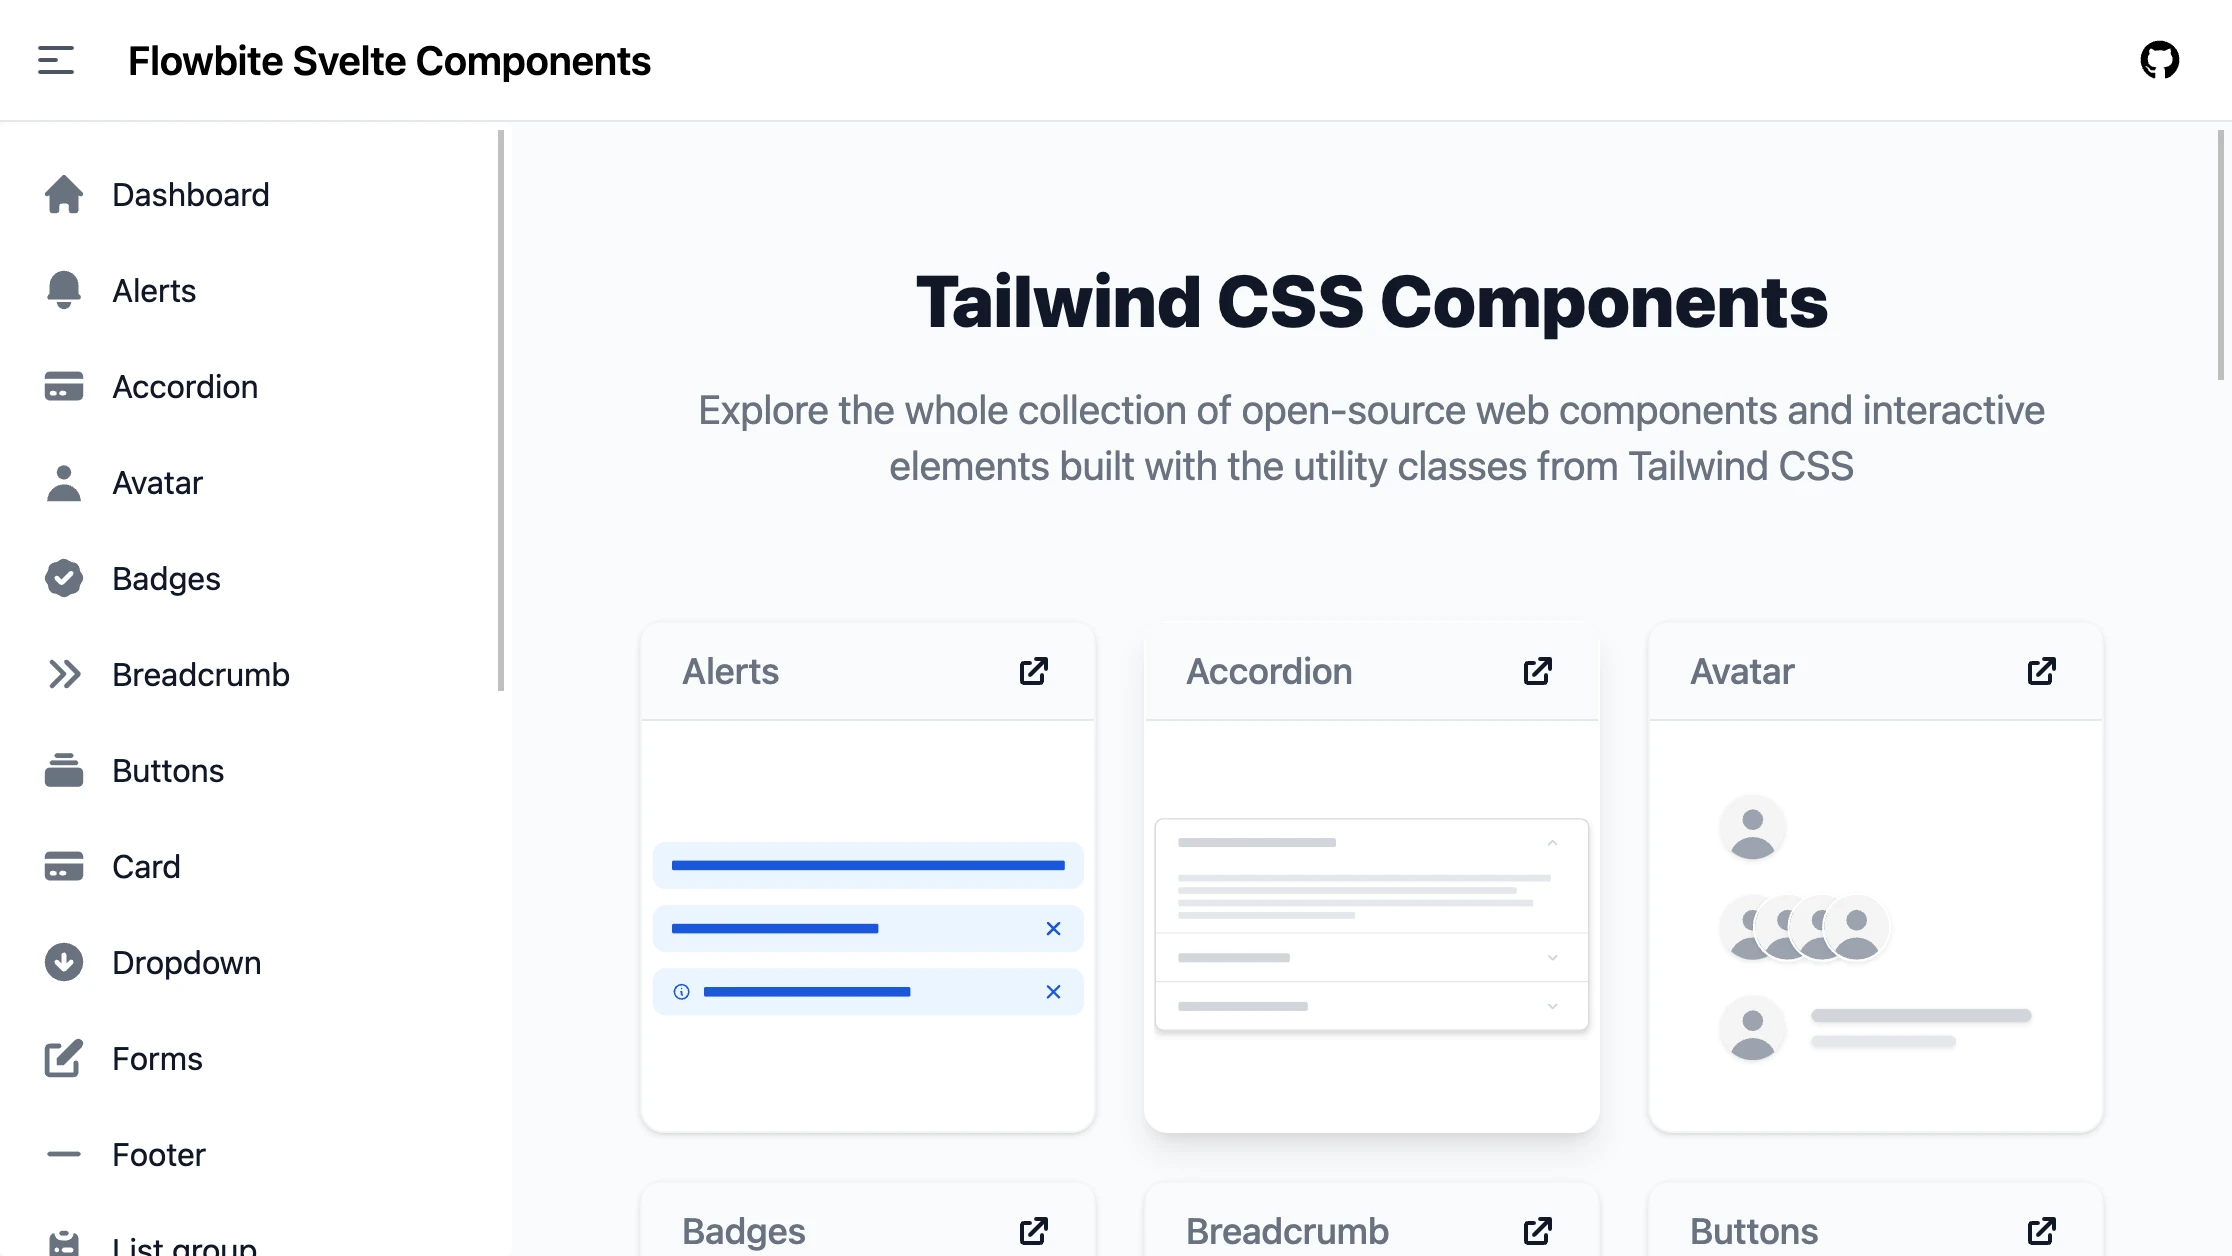 Flowbite Svelte Components
Dashboard
Alerts
Accordion
Avatar
Badges
Breadcrumb
Buttons
Card
Dropdown
Forms
Footer
List group
Tailwind CSS Components
Explore the whole collection of open-source web components and interactive
elements built with the utility classes from Tailwind CSS
Alerts
Accordion
Avatar
Badges
Breadcrumb
Buttons